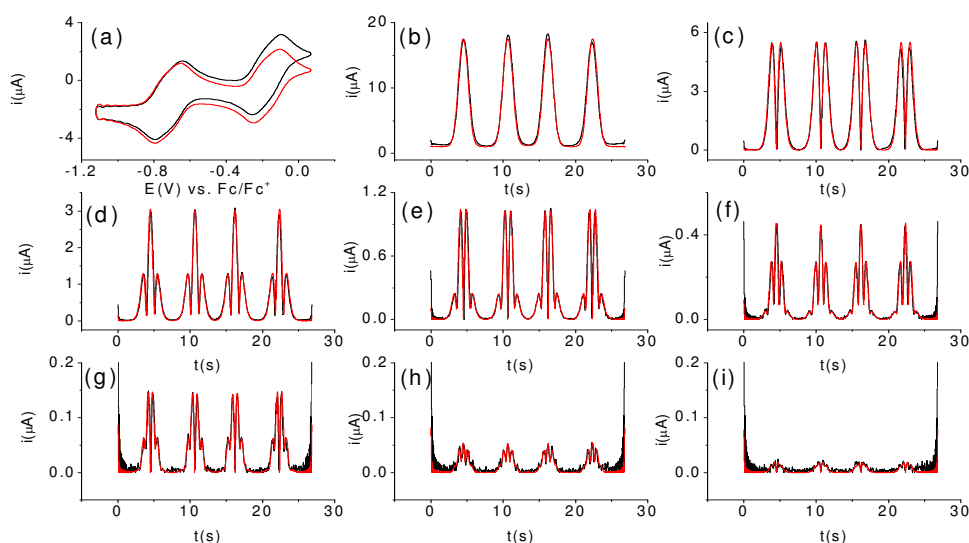 (a)
i(μA)
4
0
-4
-1.2
-0.8
-0.4
0.0
E(V) vs. Fc/Fc⁺
(b)
i(μA)
20
10
0
0
10
20
30
t(s)
(c)
i(μA)
6
3
0
0
10
20
30
t(s)
(d)
i(μA)
3
2
1
0
0
10
20
30
t(s)
(e)
i(μA)
1.2
0.6
0.0
0
10
20
30
t(s)
(f)
i(μA)
0.4
0.0
0
10
20
30
t(s)
(g)
i(μA)
0.2
0.1
0.0
0
10
20
30
t(s)
(h)
i(μA)
0.2
0.1
0.0
0
10
20
30
t(s)
(i)
i(μA)
0.2
0.1
0.0
0
10
20
30
t(s)